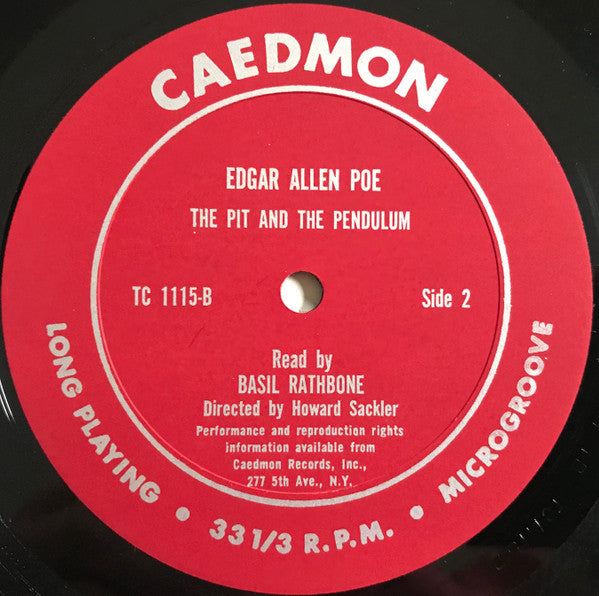 CAEDMON
EDGAR ALLEN POE
THE PIT AND THE PENDULUM
TC 1115-B Side 2
Read by
BASIL RATHBONE
Directed by Howard Sackler
Performance and reproduction rights
information available from
Caedmon Records, Inc.,
277 5th Ave., N.Y.
LONG PLAYING • 33 1/3 R.P.M. • MICROGROOVE